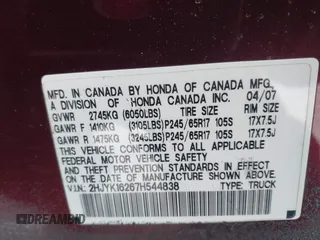 MFD. IN CANADA BY HONDA OF CANADA MFG.
A DIVISION OF HONDA CANADA INC. 04/07
GVWR 2745KG (6050LBS) TIRE SIZE RIM SIZE
GAWR F 1410KG (3105LBS) P245/65R17 105S 17X7.5J
GAWR R 1475KG (3245LBS) P245/65R17 105S 17X7.5J
THIS VEHICLE CONFORMS TO ALL APPLICABLE
FEDERAL MOTOR VEHICLE SAFETY
AND THEFT PREVENTION STANDARDS IN EFFECT
ON THE DATE OF MANUFACTURE SHOWN ABOVE.
V.I.N: 2HJYK16267H544838 TYPE: TRUCK
DREAMBID